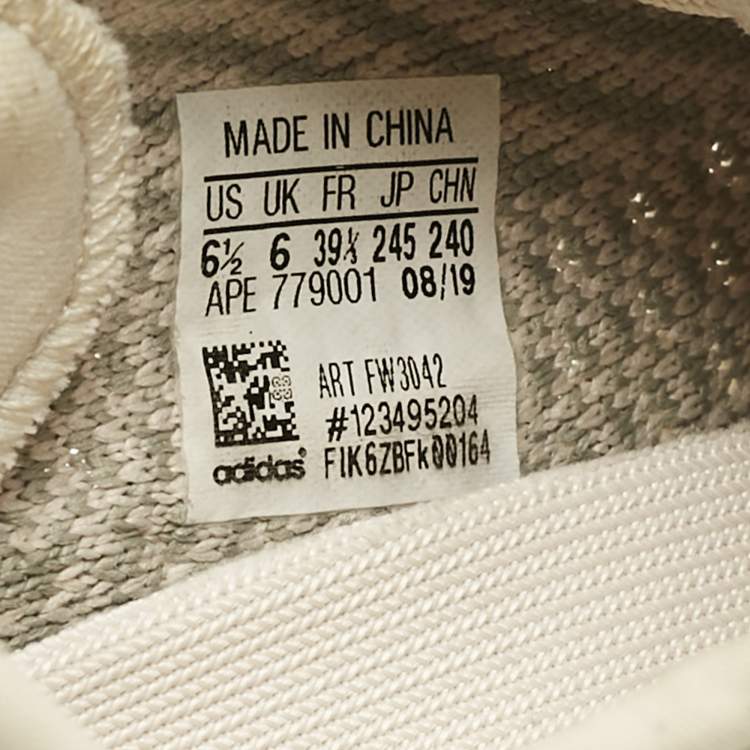 MADE IN CHINA
US UK FR JP CHN
6½ 6 39⅓ 245 240
APE 779001 08/19
ART FW3042
#123495204
adidas® FIK6ZBFk00164